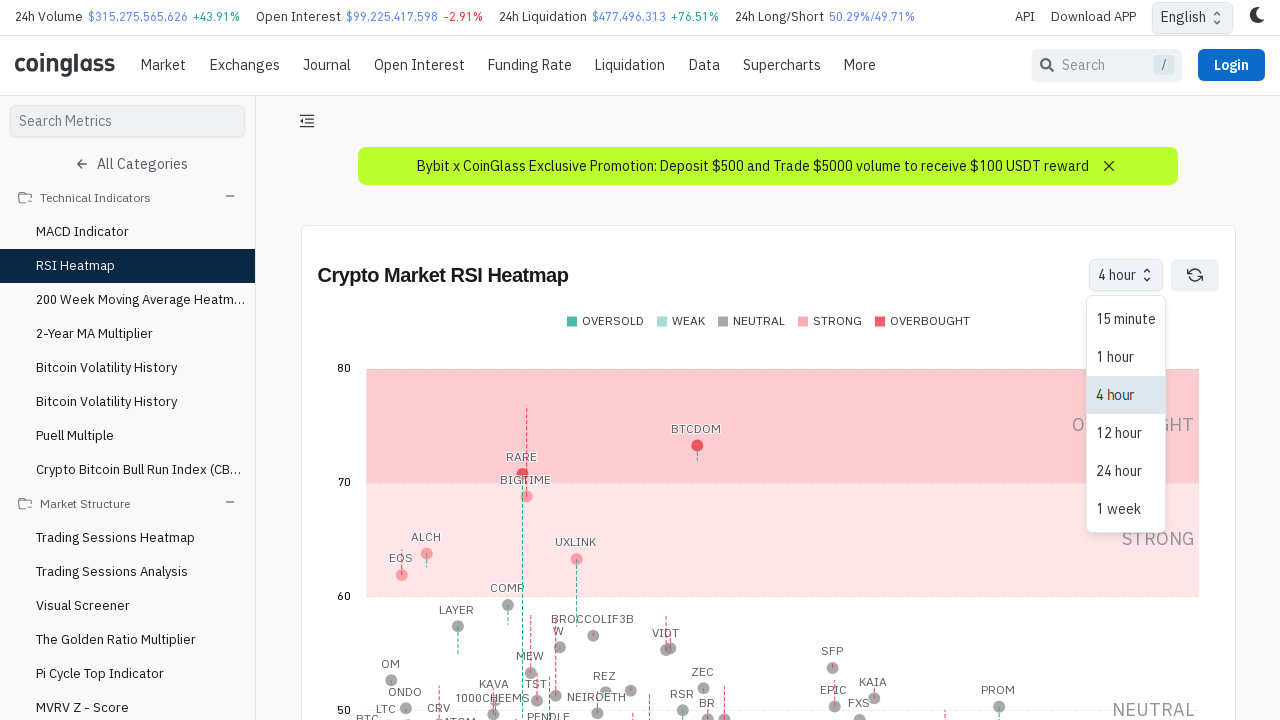 24h Volume $315,275,565,626 +43.91% Open Interest $99,225,417,598 -2.91% 24h Liquidation $477,496,313 +76.51% 24h Long/Short 50.29%/49.71% API Download APP English
coinglass Market Exchanges Journal Open Interest Funding Rate Liquidation Data Supercharts More Search / Login
Search Metrics
All Categories
Technical Indicators
MACD Indicator
RSI Heatmap
200 Week Moving Average Heatm...
2-Year MA Multiplier
Bitcoin Volatility History
Bitcoin Volatility History
Puell Multiple
Crypto Bitcoin Bull Run Index (CB...
Market Structure
Trading Sessions Heatmap
Trading Sessions Analysis
Visual Screener
The Golden Ratio Multiplier
Pi Cycle Top Indicator
MVRV Z - Score
Bybit x CoinGlass Exclusive Promotion: Deposit $500 and Trade $5000 volume to receive $100 USDT reward
Crypto Market RSI Heatmap
4 hour
15 minute
1 hour
4 hour
12 hour
24 hour
1 week
OVERSOLD WEAK NEUTRAL STRONG OVERBOUGHT
80
BTCDOM
RARE
BIGTIME
70
STRONG
ALCH
UXLINK
EOS
COMP
60
LAYER
BROCCOLIF3B
W
VIDT
MEW
SFP
OM
ZEC
REZ
KAVA
TST
KAIA
ONDO
1000CHEEMS
NEIROETH
RSR
EPIC
PROM
LTC
CRV
BR
FXS
50
NEUTRAL
BTC
ATOM
PENDLE